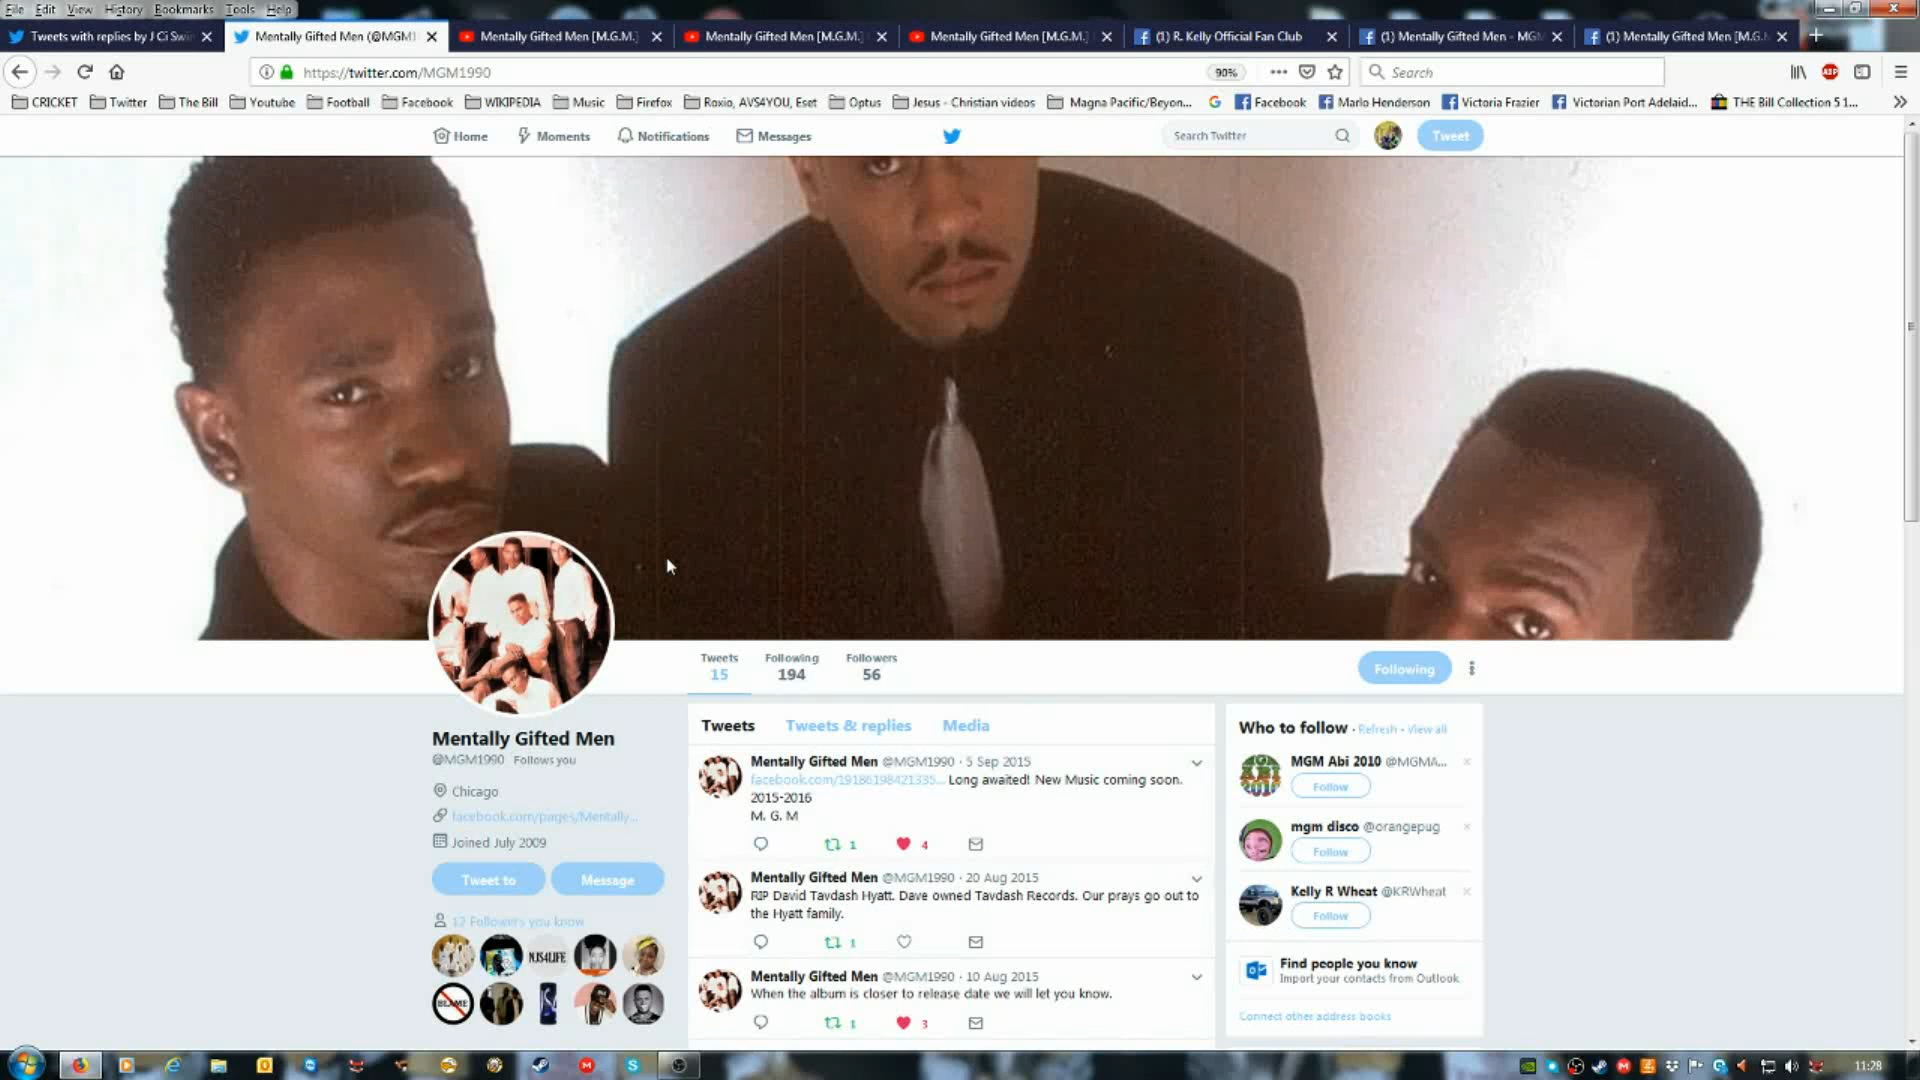 File Edit View History Bookmarks Tools Help
Tweets with replies by J Ci Swin
Mentally Gifted Men (@MGM1
Mentally Gifted Men [M.G.M.]
Mentally Gifted Men [M.G.M.]
Mentally Gifted Men [M.G.M.]
(1) R. Kelly Official Fan Club
(1) Mentally Gifted Men - MG
(1) Mentally Gifted Men [M.G.
https://twitter.com/MGM1990
90%
Search
CRICKET Twitter The Bill Youtube Football Facebook WIKIPEDIA Music Firefox Roxio, AVS4YOU, Eset Optus Jesus - Christian videos Magna Pacific/Beyon... Facebook Marlo Henderson Victoria Frazier Victorian Port Adelaid... THE Bill Collection 5 1...
Home Moments Notifications Messages
Search Twitter
Tweet
Tweets Following Followers
15 194 56
Following
Mentally Gifted Men
@MGM1990 Follows you
Chicago
facebook.com/pages/Mentally...
Joined July 2009
Tweet to Message
12 Followers you know
NJS4LIFE
BLAME
Tweets Tweets & replies Media
Mentally Gifted Men @MGM1990 · 5 Sep 2015
facebook.com/19186198421335... Long awaited! New Music coming soon.
2015-2016
M. G. M
1 4
Mentally Gifted Men @MGM1990 · 20 Aug 2015
RIP David Tavdash Hyatt. Dave owned Tavdash Records. Our prays go out to
the Hyatt family.
1
Mentally Gifted Men @MGM1990 · 10 Aug 2015
When the album is closer to release date we will let you know.
1 3
Who to follow · Refresh · View all
MGM Abi 2010 @MGMA...
Follow
mgm disco @orangepug
Follow
Kelly R Wheat @KRWheat
Follow
Find people you know
Import your contacts from Outlook
Connect other address books
11:28